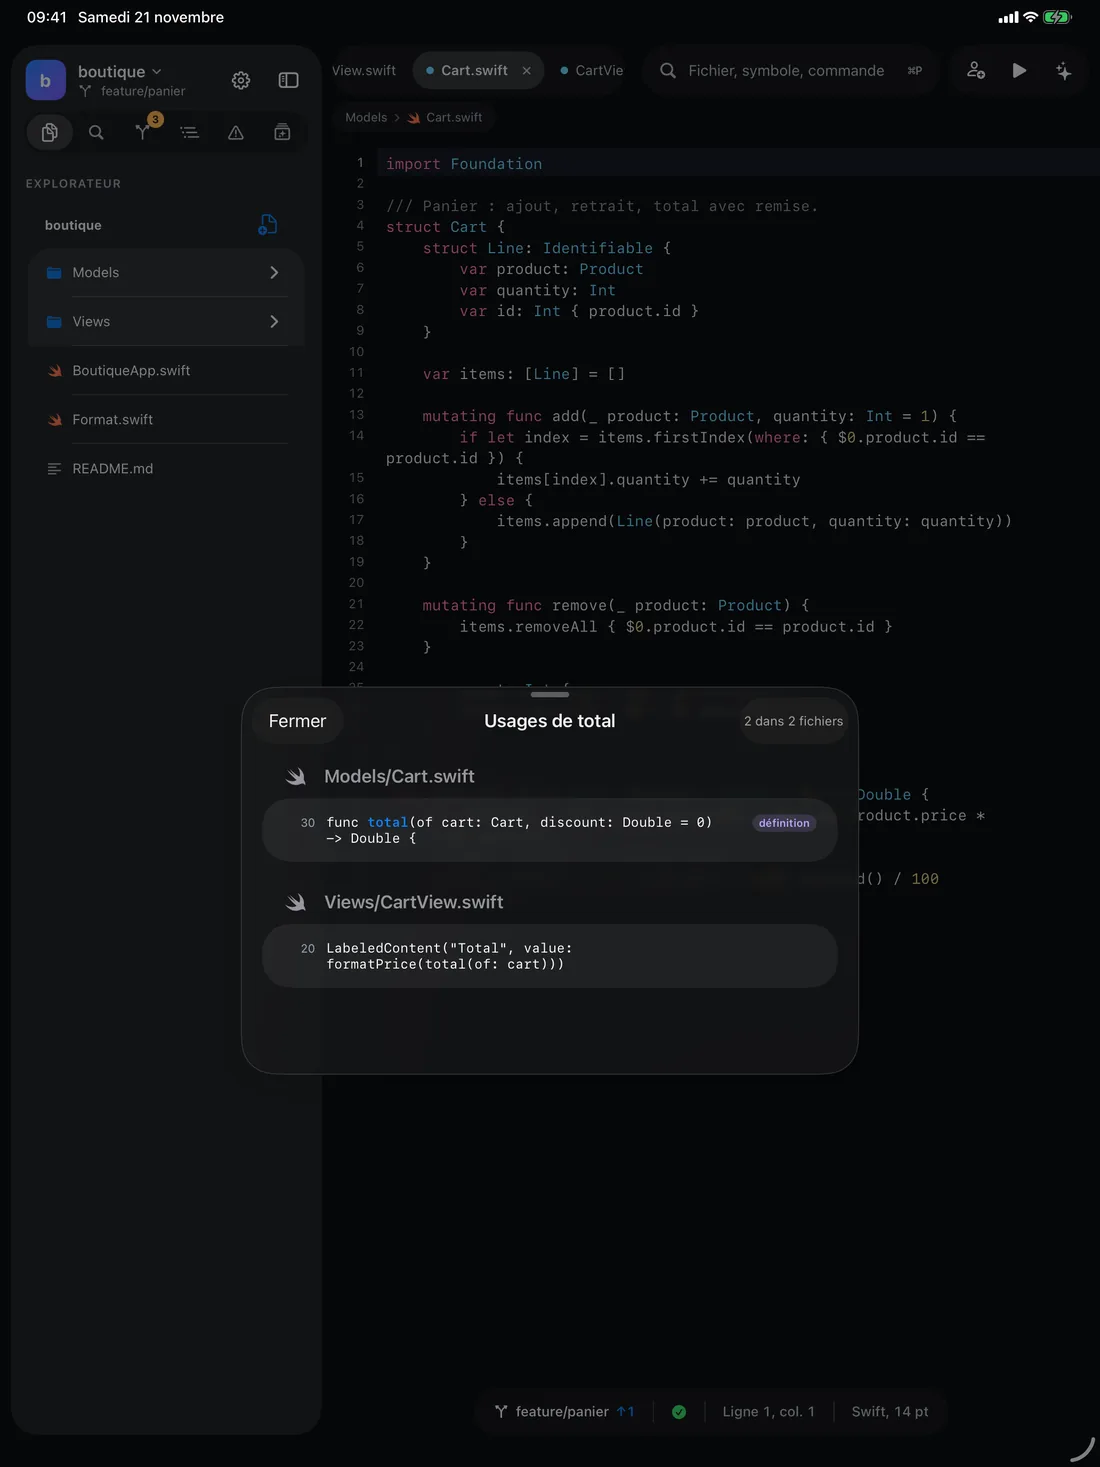 09:41 Samedi 21 novembre
b
boutique
feature/panier
3
EXPLORATEUR
boutique
Models
Views
BoutiqueApp.swift
Format.swift
README.md
View.swift
Cart.swift ×
CartVie
Fichier, symbole, commande ⌘P
Models > Cart.swift
1 import Foundation
2
3 /// Panier : ajout, retrait, total avec remise.
4 struct Cart {
5 struct Line: Identifiable {
6 var product: Product
7 var quantity: Int
8 var id: Int { product.id }
9 }
10
11 var items: [Line] = []
12
13 mutating func add(_ product: Product, quantity: Int = 1) {
14 if let index = items.firstIndex(where: { $0.product.id ==
product.id }) {
15 items[index].quantity += quantity
16 } else {
17 items.append(Line(product: product, quantity: quantity))
18 }
19 }
20
21 mutating func remove(_ product: Product) {
22 items.removeAll { $0.product.id == product.id }
23 }
24
Double {
roduct.price *
d() / 100
Fermer
Usages de total
2 dans 2 fichiers
Models/Cart.swift
30 func total(of cart: Cart, discount: Double = 0)
-> Double {
définition
Views/CartView.swift
20 LabeledContent("Total", value:
formatPrice(total(of: cart)))
feature/panier ↑1
Ligne 1, col. 1
Swift, 14 pt